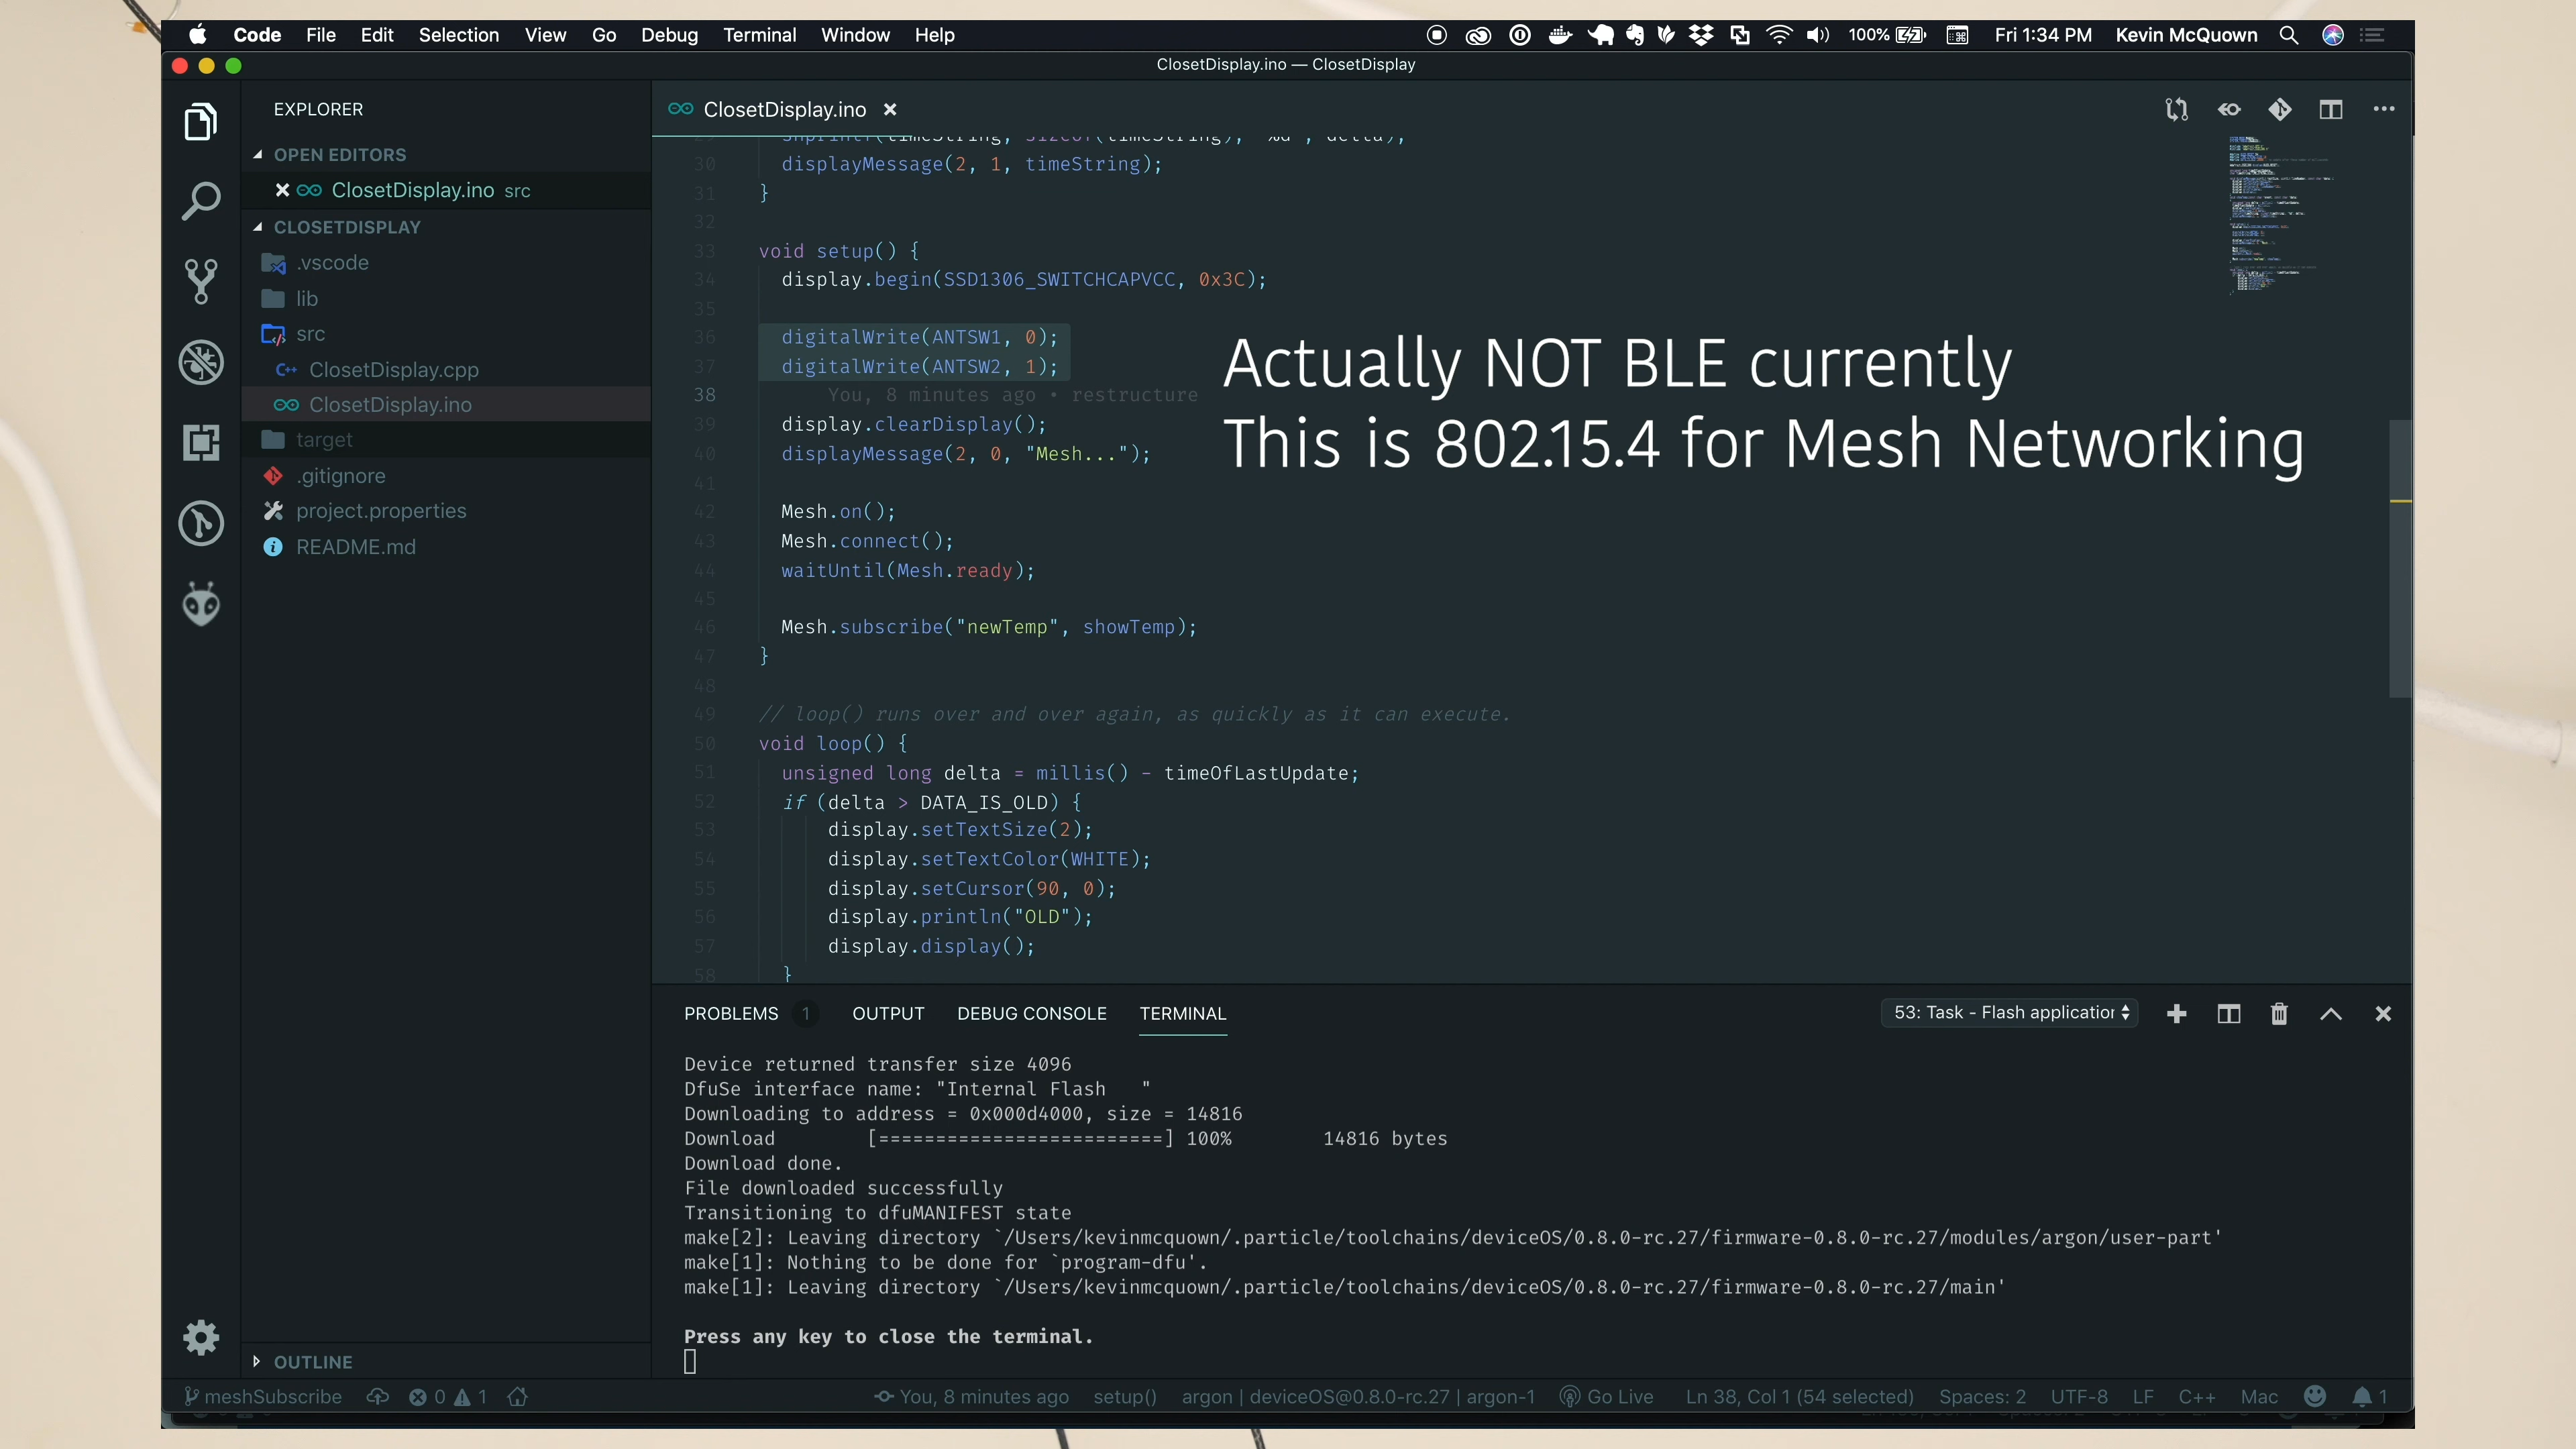 Code File Edit Selection View Go Debug Terminal Window Help 100% Fri 1:34 PM Kevin McQuown
ClosetDisplay.ino — ClosetDisplay
EXPLORER
OPEN EDITORS
ClosetDisplay.ino src
CLOSETDISPLAY
.vscode
lib
src
ClosetDisplay.cpp
ClosetDisplay.ino
target
.gitignore
project.properties
README.md
OUTLINE
ClosetDisplay.ino
29 snprintf(timeString, sizeof(timeString), "%d", delta);
30 displayMessage(2, 1, timeString);
31 }
32
33 void setup() {
34 display.begin(SSD1306_SWITCHCAPVCC, 0x3C);
35
36 digitalWrite(ANTSW1, 0);
37 digitalWrite(ANTSW2, 1);
38 You, 8 minutes ago • restructure
39 display.clearDisplay();
40 displayMessage(2, 0, "Mesh...");
41
42 Mesh.on();
43 Mesh.connect();
44 waitUntil(Mesh.ready);
45
46 Mesh.subscribe("newTemp", showTemp);
47 }
48
49 // loop() runs over and over again, as quickly as it can execute.
50 void loop() {
51 unsigned long delta = millis() - timeOfLastUpdate;
52 if (delta > DATA_IS_OLD) {
53 display.setTextSize(2);
54 display.setTextColor(WHITE);
55 display.setCursor(90, 0);
56 display.println("OLD");
57 display.display();
58 }
Actually NOT BLE currently
This is 802.15.4 for Mesh Networking
PROBLEMS 1 OUTPUT DEBUG CONSOLE TERMINAL 53: Task - Flash application
Device returned transfer size 4096
DfuSe interface name: "Internal Flash   "
Downloading to address = 0x000d4000, size = 14816
Download        [=========================] 100%        14816 bytes
Download done.
File downloaded successfully
Transitioning to dfuMANIFEST state
make[2]: Leaving directory `/Users/kevinmcquown/.particle/toolchains/deviceOS/0.8.0-rc.27/firmware-0.8.0-rc.27/modules/argon/user-part'
make[1]: Nothing to be done for `program-dfu'.
make[1]: Leaving directory `/Users/kevinmcquown/.particle/toolchains/deviceOS/0.8.0-rc.27/firmware-0.8.0-rc.27/main'
Press any key to close the terminal.
meshSubscribe 0 1 You, 8 minutes ago setup() argon | deviceOS@0.8.0-rc.27 | argon-1 Go Live Ln 38, Col 1 (54 selected) Spaces: 2 UTF-8 LF C++ Mac 1